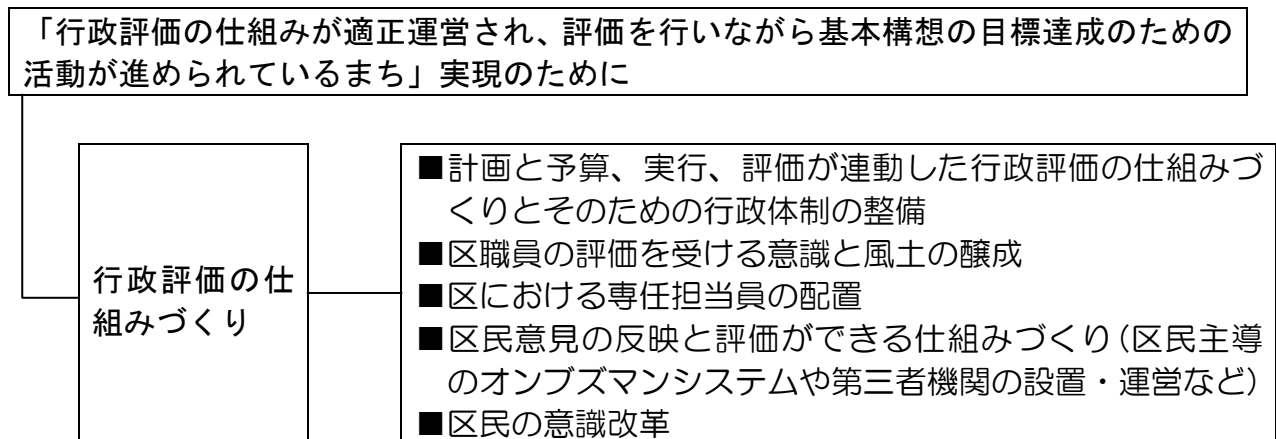 「行政評価の仕組みが適正運営され、評価を行いながら基本構想の目標達成のための
活動が進められているまち」実現のために
行政評価の仕
組みづくり
■計画と予算、実行、評価が連動した行政評価の仕組みづ
くりとそのための行政体制の整備
■区職員の評価を受ける意識と風土の醸成
■区における専任担当員の配置
■区民意見の反映と評価ができる仕組みづくり（区民主導
のオンブズマンシステムや第三者機関の設置・運営など）
■区民の意識改革